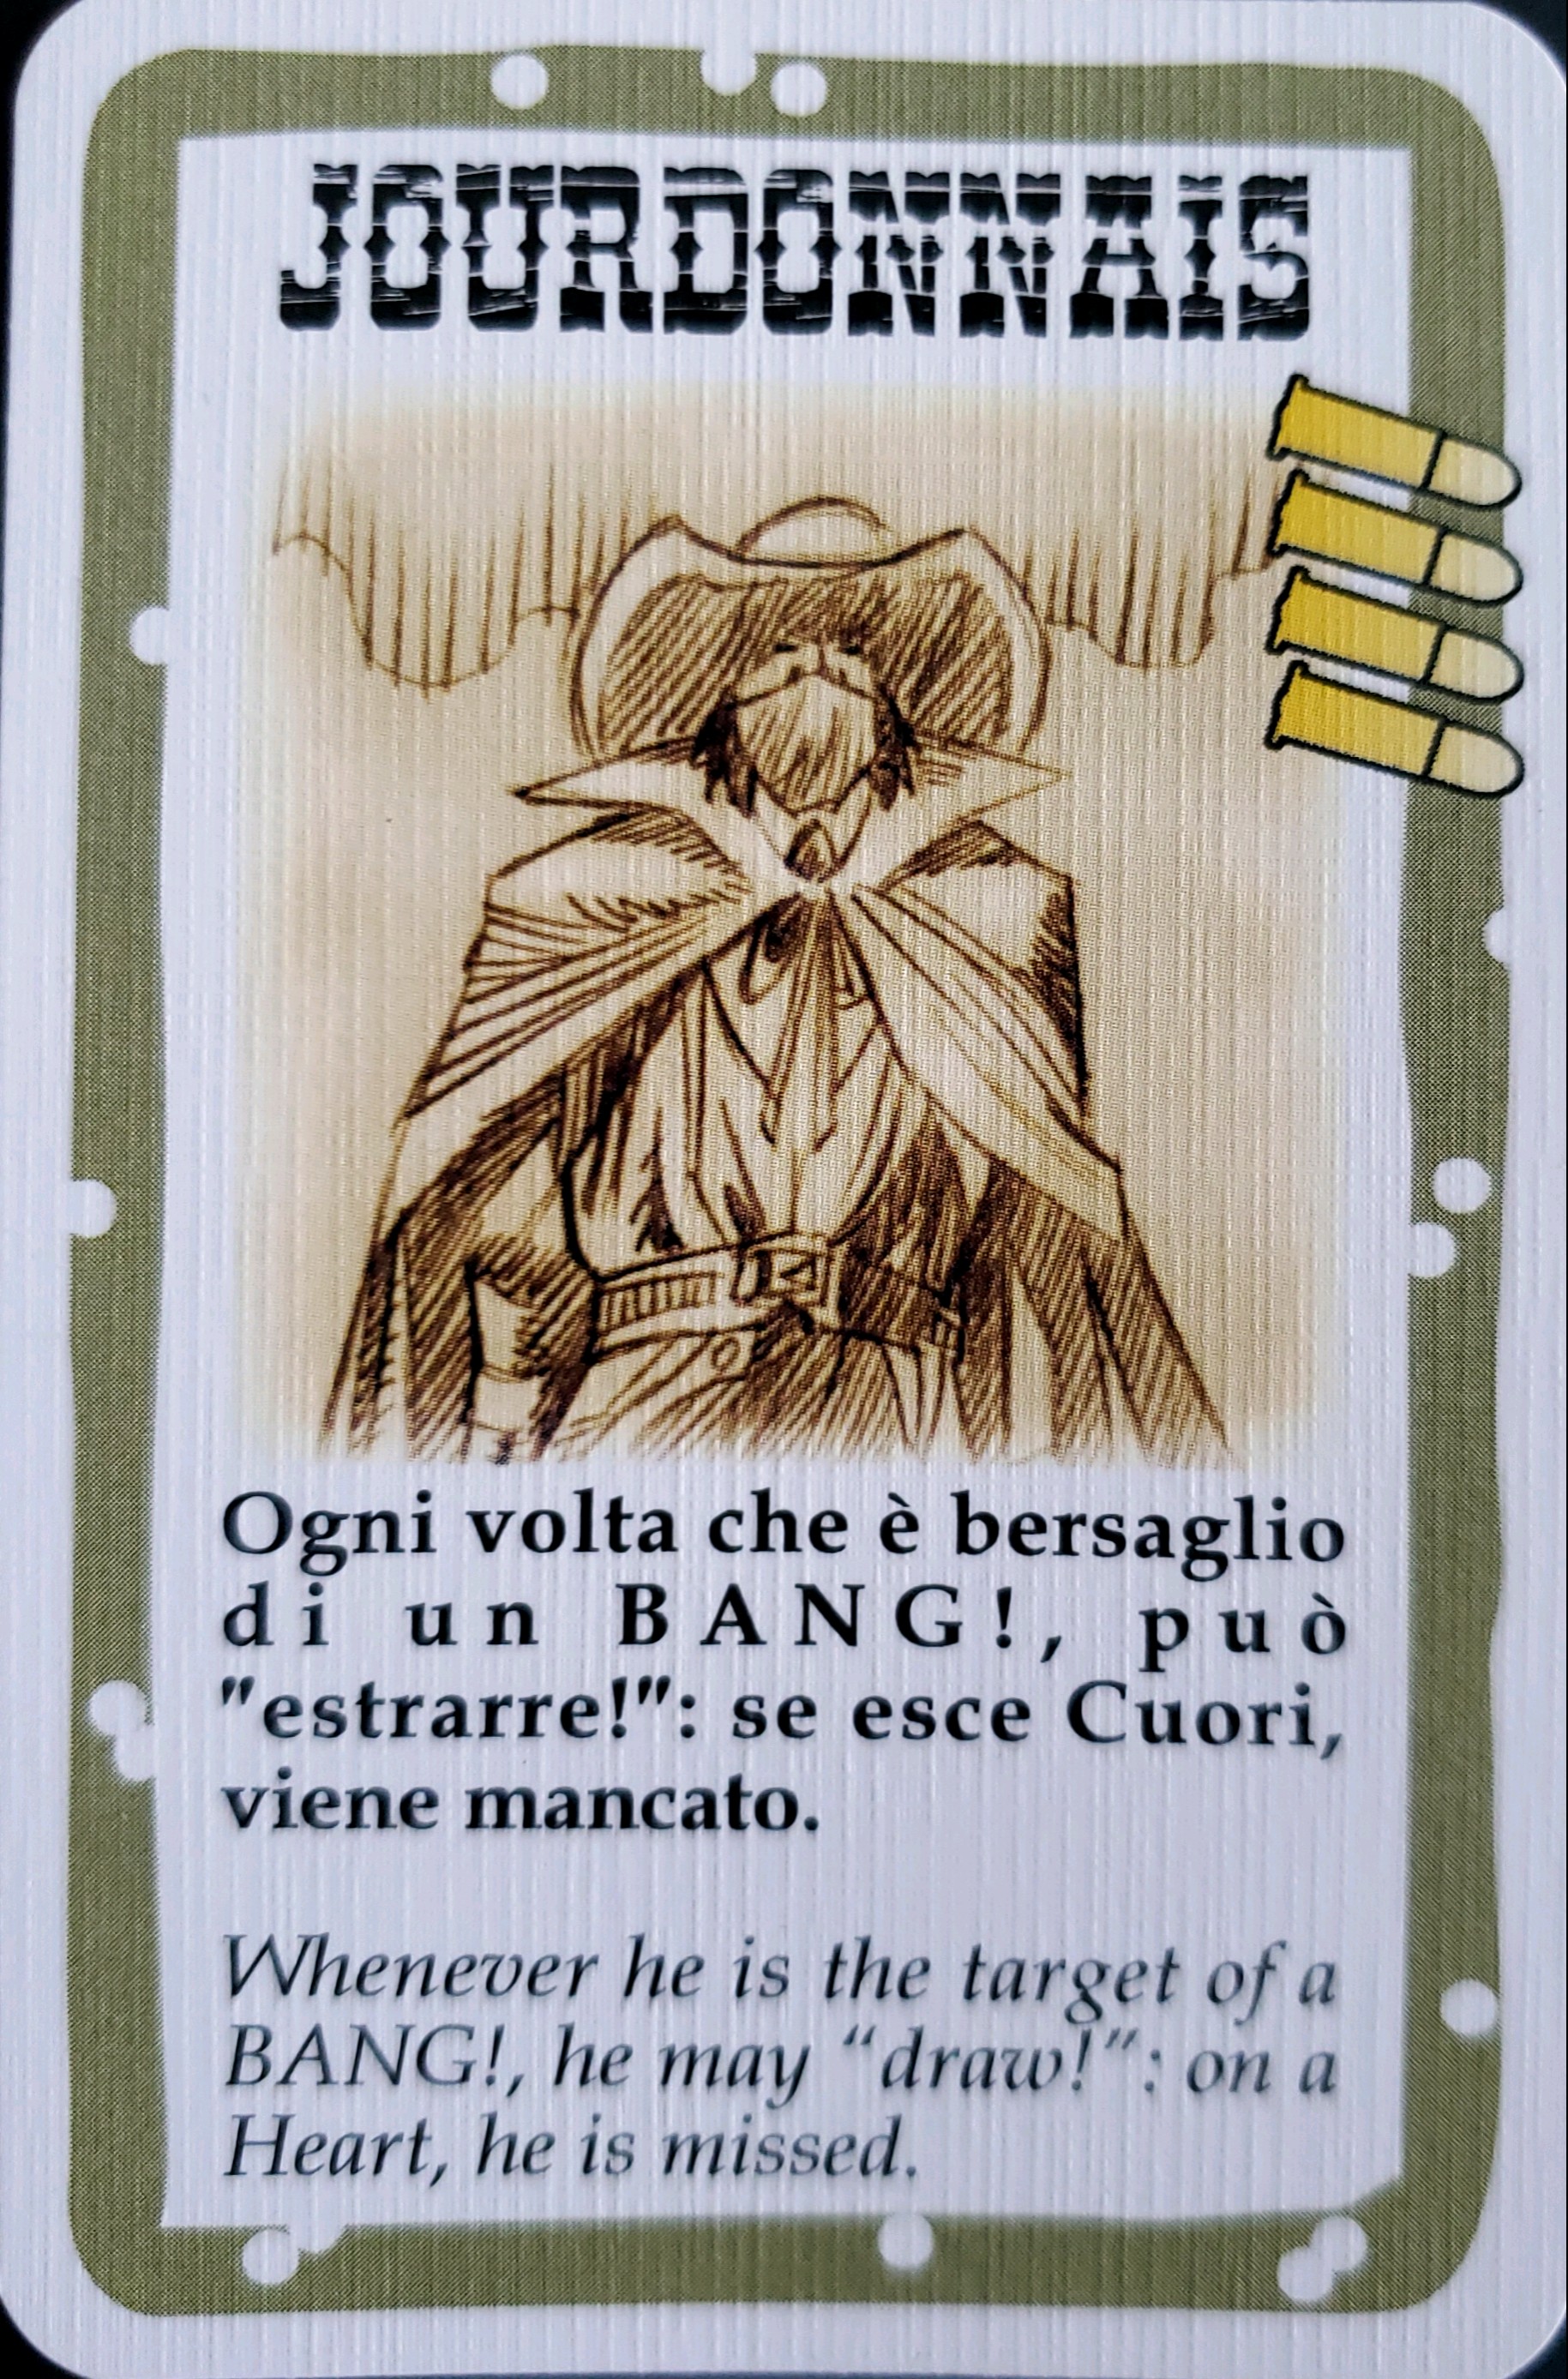 JOURDONNAIS
Ogni volta che è bersaglio
di un BANG!, può
"estrarre!": se esce Cuori,
viene mancato.
Whenever he is the target of a
BANG!, he may “draw!”: on a
Heart, he is missed.